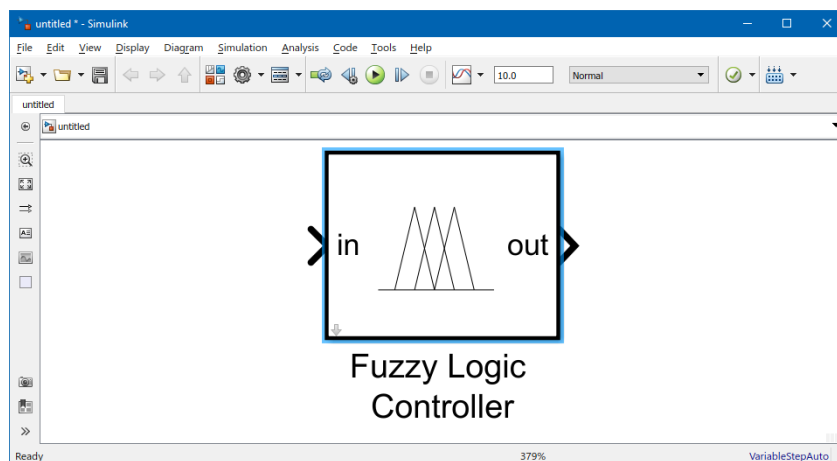 untitled * - Simulink
File Edit View Display Diagram Simulation Analysis Code Tools Help
10.0 Normal
untitled
untitled
in out
Fuzzy Logic
Controller
Ready 379% VariableStepAuto